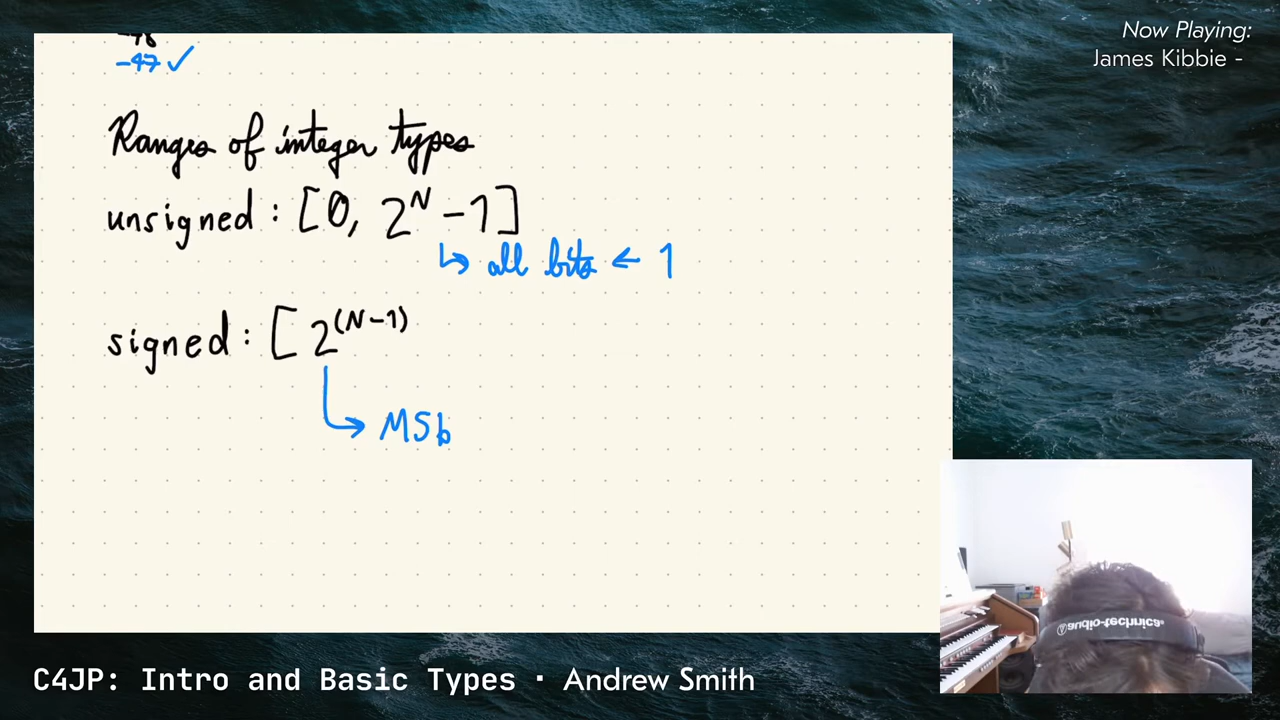 -47 ✓
Ranges of integer types
unsigned : [0, 2^N -1]
↳ all bits ← 1
signed : [ 2^(N-1)
↳ MSb
Now Playing:
James Kibbie -
audio-technica
C4JP: Intro and Basic Types · Andrew Smith